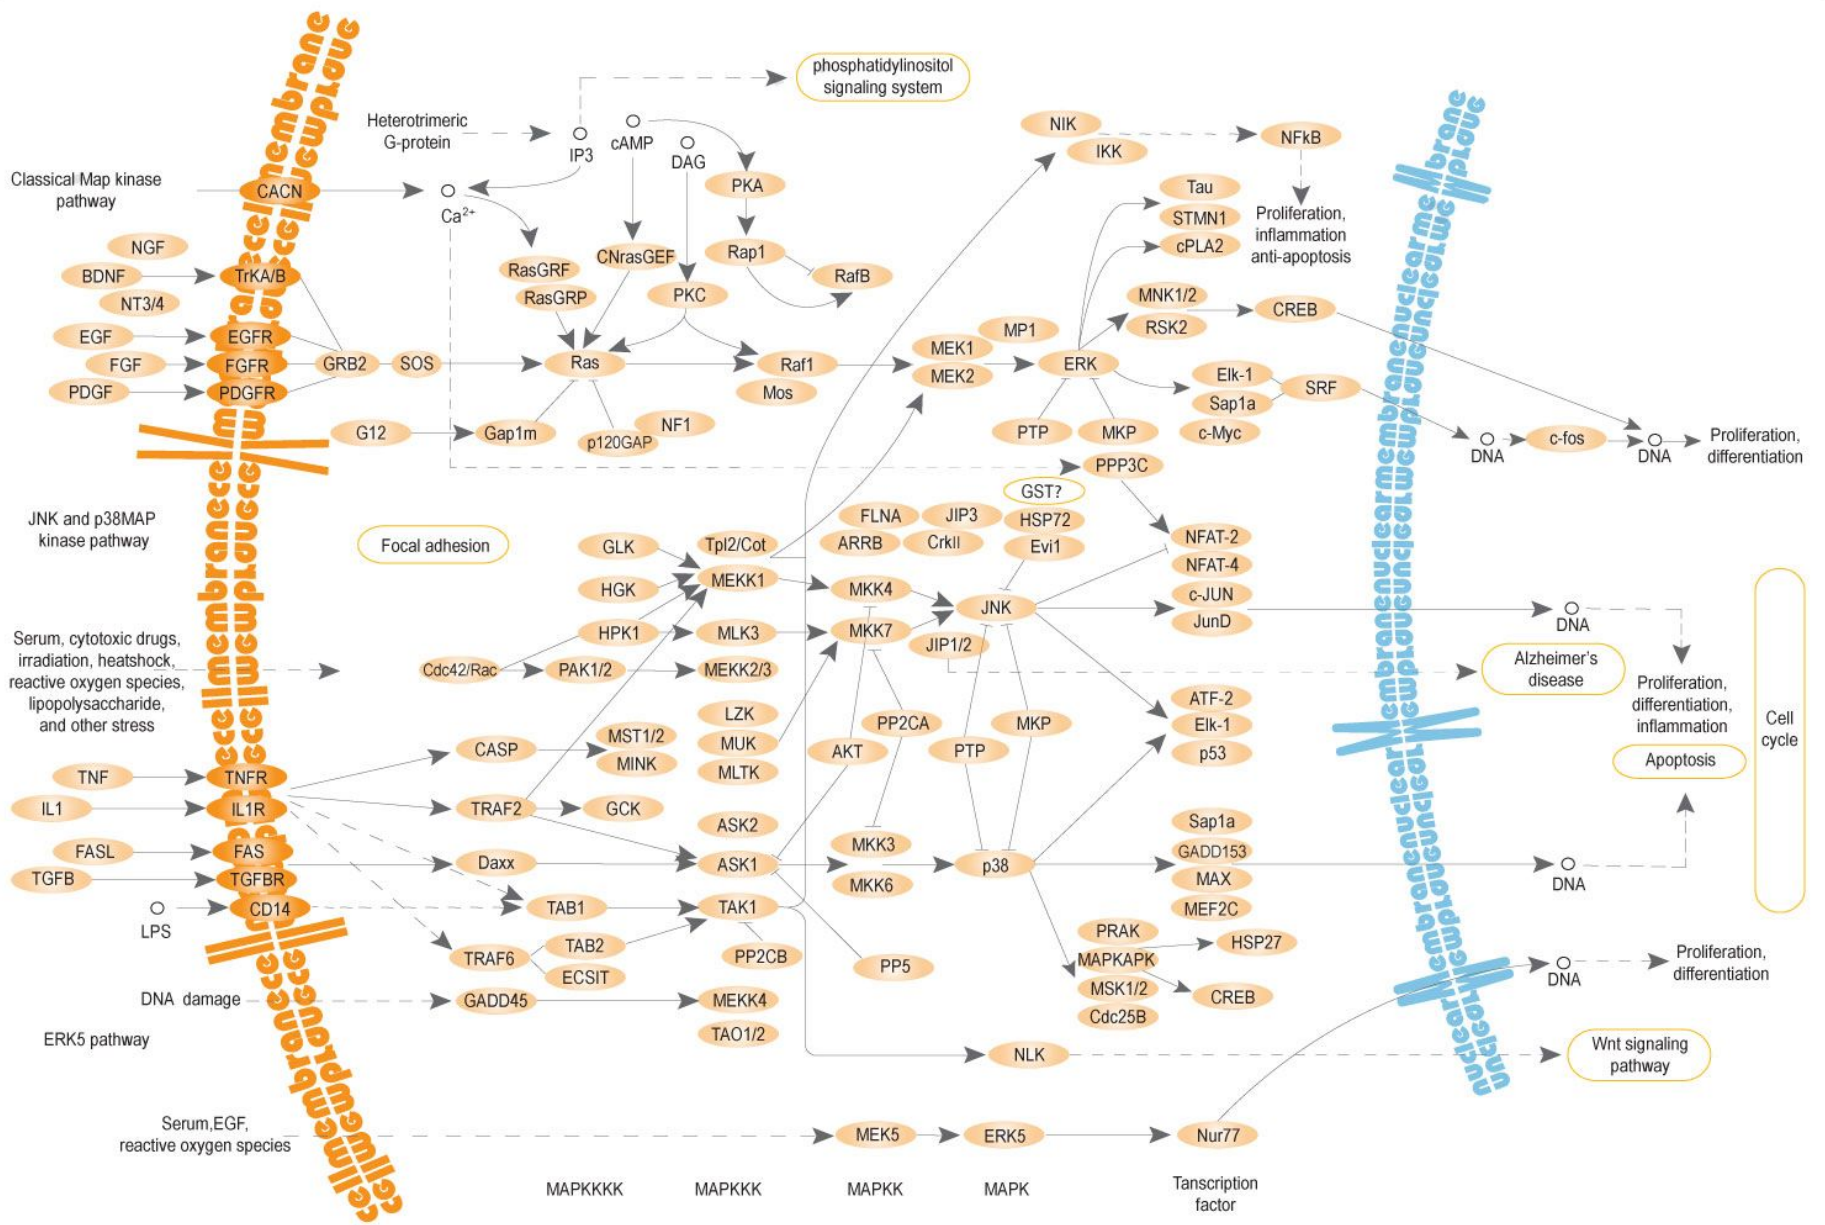 cell membrane
phosphatidylinositol
signaling system
Heterotrimeric
G-protein
IP3
cAMP
DAG
NIK
IKK
NFkB
Classical Map kinase
pathway
CACN
Ca2+
PKA
Tau
STMN1
cPLA2
Proliferation,
inflammation
anti-apoptosis
NGF
BDNF
TrKA/B
NT3/4
RasGRF
RasGRP
CNrasGEF
Rap1
RafB
PKC
MNK1/2
RSK2
CREB
EGF
EGFR
FGF
FGFR
PDGF
PDGFR
GRB2
SOS
Ras
Raf1
Mos
MP1
MEK1
MEK2
ERK
Elk-1
Sap1a
c-Myc
SRF
G12
Gap1m
p120GAP
NF1
PTP
MKP
PPP3C
DNA
c-fos
DNA
Proliferation,
differentiation
JNK and p38MAP
kinase pathway
Focal adhesion
GLK
HGK
HPK1
Tpl2/Cot
MEKK1
MLK3
FLNA
ARRB
JIP3
CrkII
GST?
HSP72
Evi1
NFAT-2
NFAT-4
c-JUN
JunD
MKK4
MKK7
JNK
JIP1/2
DNA
Serum, cytotoxic drugs,
irradiation, heatshock,
reactive oxygen species,
lipopolysaccharide,
and other stress
Cdc42/Rac
PAK1/2
MEKK2/3
Alzheimer's
disease
Proliferation,
differentiation,
inflammation
Apoptosis
Cell
cycle
LZK
MUK
MLTK
PP2CA
AKT
PTP
MKP
ATF-2
Elk-1
p53
CASP
MST1/2
MINK
TNF
TNFR
IL1
IL1R
TRAF2
GCK
ASK2
ASK1
FASL
FAS
TGFB
TGFBR
Daxx
MKK3
MKK6
p38
Sap1a
GADD153
MAX
MEF2C
DNA
LPS
CD14
TAB1
TAK1
TRAF6
TAB2
ECSIT
PP2CB
PP5
PRAK
MAPKAPK
MSK1/2
Cdc25B
HSP27
CREB
DNA
Proliferation,
differentiation
DNA damage
GADD45
MEKK4
TAO1/2
ERK5 pathway
NLK
Wnt signaling
pathway
Serum,EGF,
reactive oxygen species
MEK5
ERK5
Nur77
MAPKKKK
MAPKKK
MAPKK
MAPK
Transcription
factor
cell membrane
nuclear membrane
nuclear membrane